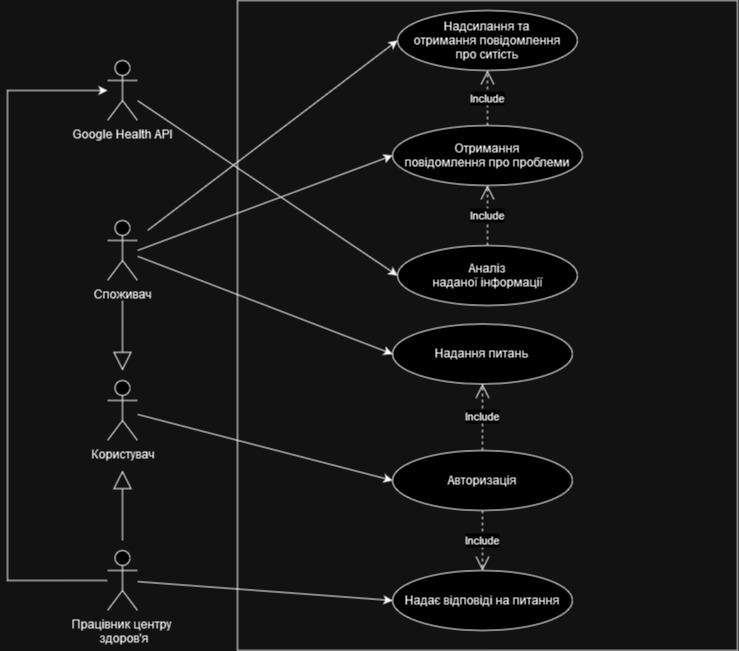 Надсилання та
отримання повідомлення
про ситість
Include
Google Health API
Отримання
повідомлення про проблеми
Include
Аналіз
наданої інформації
Споживач
Надання питань
Include
Користувач
Авторизація
Include
Надає відповіді на питання
Працівник центру
здоров'я